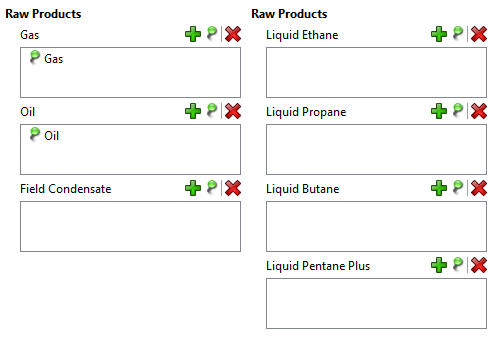 Raw Products
Gas
Gas
Oil
Oil
Field Condensate
Raw Products
Liquid Ethane
Liquid Propane
Liquid Butane
Liquid Pentane Plus